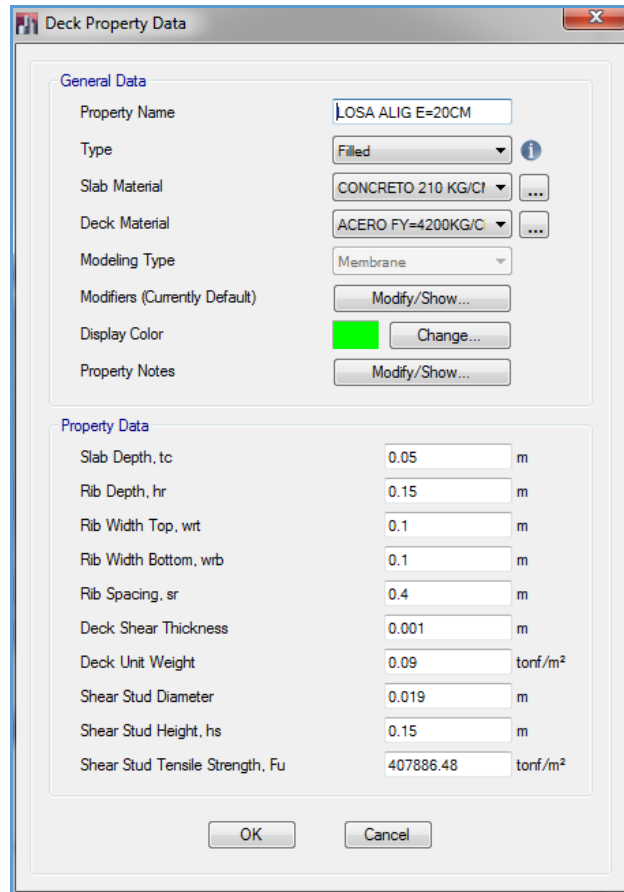 Deck Property Data
General Data
Property Name LOSA ALIG E=20CM
Type Filled
Slab Material CONCRETO 210 KG/CM ...
Deck Material ACERO FY=4200KG/C ...
Modeling Type Membrane
Modifiers (Currently Default) Modify/Show...
Display Color Change...
Property Notes Modify/Show...
Property Data
Slab Depth, tc 0.05 m
Rib Depth, hr 0.15 m
Rib Width Top, wrt 0.1 m
Rib Width Bottom, wrb 0.1 m
Rib Spacing, sr 0.4 m
Deck Shear Thickness 0.001 m
Deck Unit Weight 0.09 tonf/m²
Shear Stud Diameter 0.019 m
Shear Stud Height, hs 0.15 m
Shear Stud Tensile Strength, Fu 407886.48 tonf/m²
OK Cancel